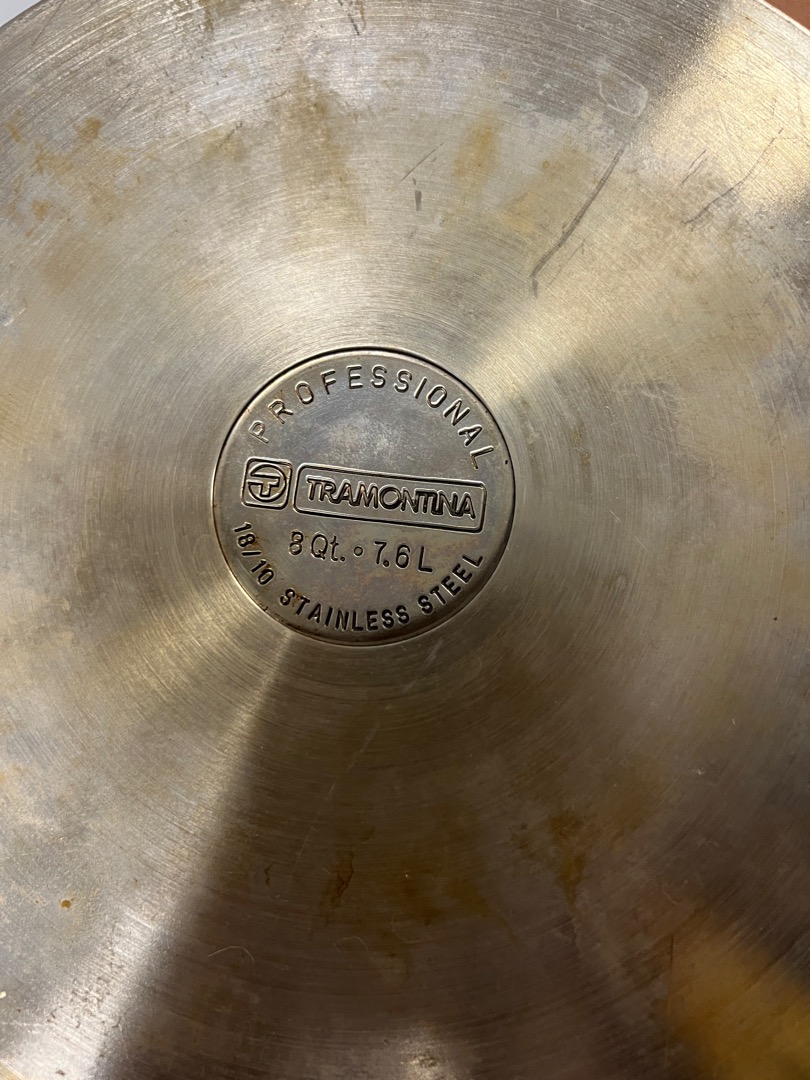 PROFESSIONAL
TRAMONTINA
8 Qt. ∘ 7.6 L
18/10 STAINLESS STEEL